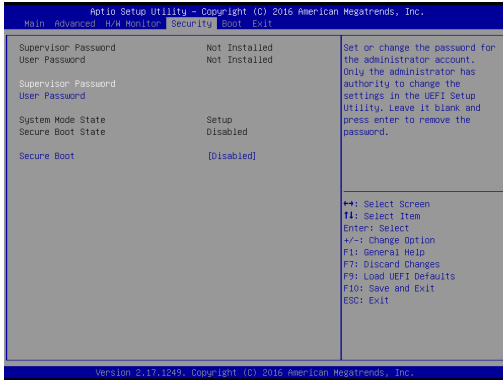 Aptio Setup Utility – Copyright (C) 2016 American Megatrends, Inc.
Main Advanced H/W Monitor Security Boot Exit
Supervisor Password Not Installed
User Password Not Installed
Supervisor Password
User Password
System Mode State Setup
Secure Boot State Disabled
Secure Boot [Disabled]
Set or change the password for
the administrator account.
Only the administrator has
authority to change the
settings in the UEFI Setup
Utility. Leave it blank and
press enter to remove the
password.
↔: Select Screen
↑↓: Select Item
Enter: Select
+/-: Change Option
F1: General Help
F7: Discard Changes
F9: Load UEFI Defaults
F10: Save and Exit
ESC: Exit
Version 2.17.1249. Copyright (C) 2016 American Megatrends, Inc.